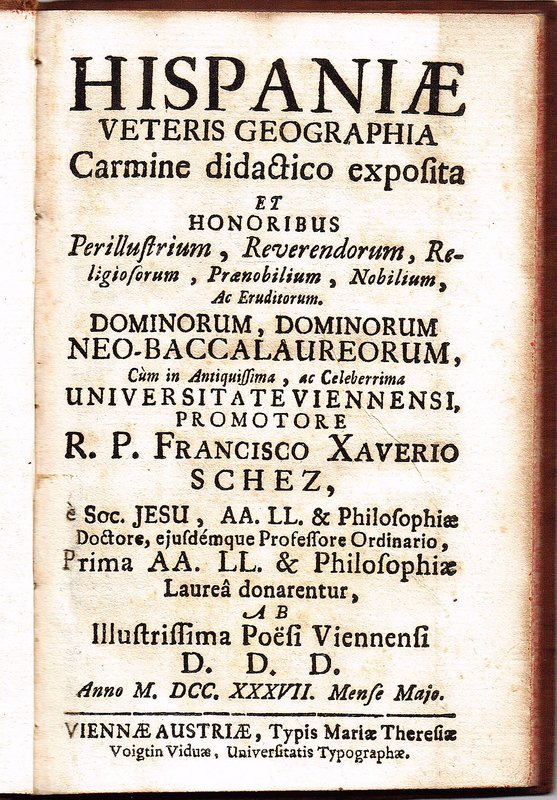 HISPANIÆ
VETERIS GEOGRAPHIA
Carmine didactico expoſita
ET
HONORIBUS
Perilluſtrium, Reverendorum, Re-
ligioſorum, Prænobilium, Nobilium,
Ac Eruditorum.
DOMINORUM, DOMINORUM
NEO-BACCALAUREORUM,
Cùm in Antiquiſſima, ac Celeberrima
UNIVERSITATE VIENNENSI,
PROMOTORE
R. P. FRANCISCO XAVERIO
SCHEZ,
è Soc. JESU, AA. LL. & Philoſophiæ
Doctore, ejuſdémque Profeſſore Ordinario,
Prima AA. LL. & Philoſophiæ
Laureâ donarentur,
AB
Illuſtriſſima Poëſi Viennenſi
D. D. D.
Anno M. DCC. XXXVII. Menſe Majo.
VIENNÆ AUSTRIÆ, Typis Mariæ Thereſiæ
Voigtin Viduæ, Univerſitatis Typographæ.